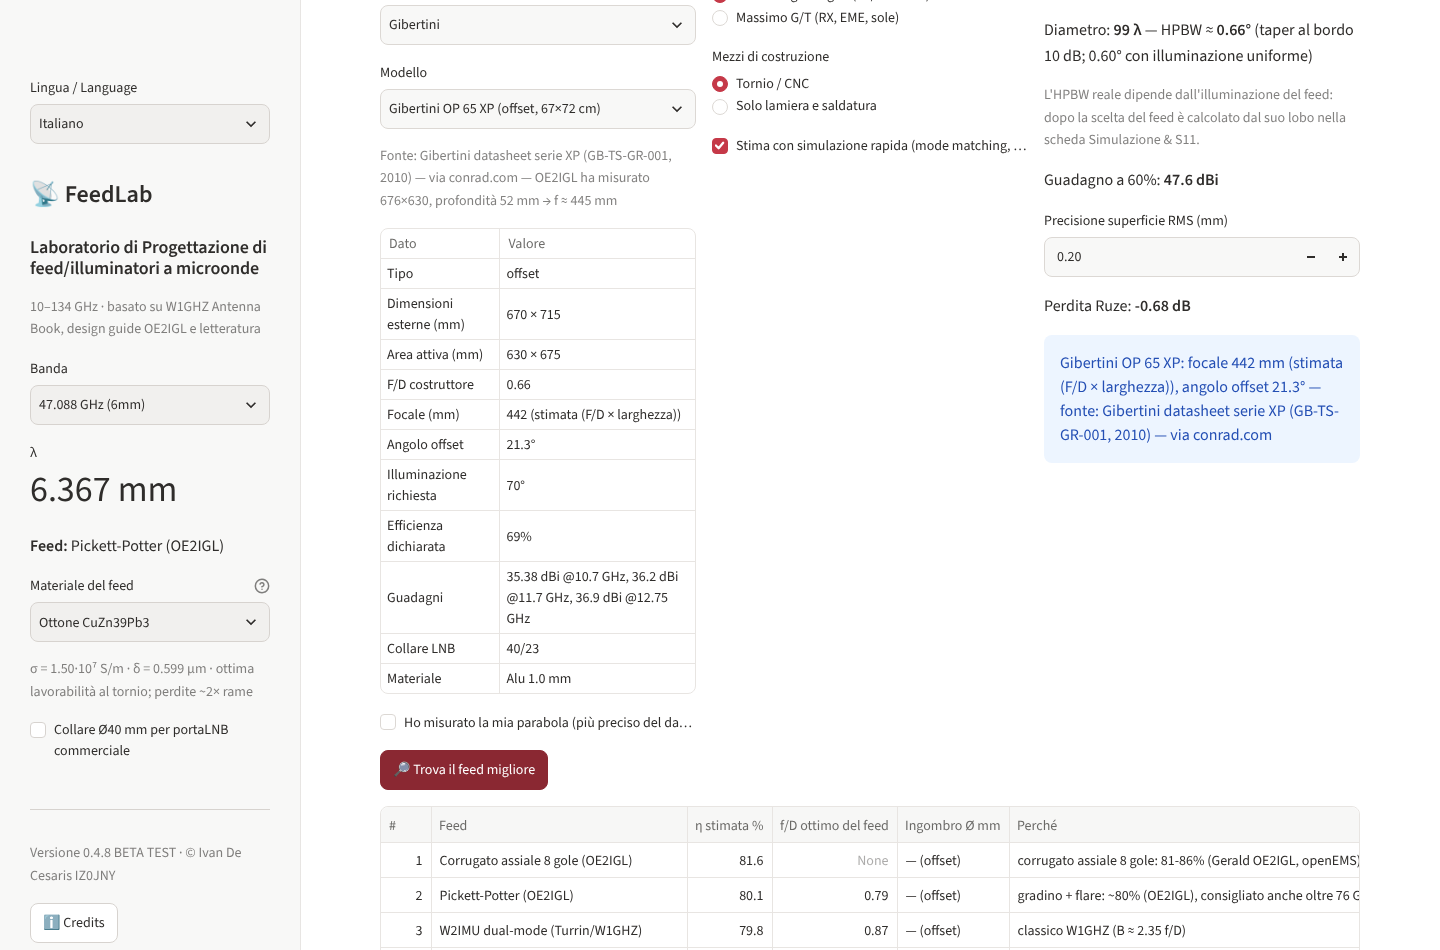 Lingua / Language
Italiano
📡 FeedLab
Laboratorio di Progettazione di
feed/illuminatori a microonde
10–134 GHz · basato su W1GHZ Antenna
Book, design guide OE2IGL e letteratura
Banda
47.088 GHz (6mm)
λ
6.367 mm
Feed: Pickett-Potter (OE2IGL)
Materiale del feed
Ottone CuZn39Pb3
σ = 1.50·10⁷ S/m · δ = 0.599 µm · ottima
lavorabilità al tornio; perdite ~2× rame
Collare Ø40 mm per portaLNB
commerciale
Versione 0.4.8 BETA TEST · © Ivan De
Cesaris IZ0JNY
ℹ️ Credits
Gibertini
Modello
Gibertini OP 65 XP (offset, 67×72 cm)
Fonte: Gibertini datasheet serie XP (GB-TS-GR-001,
2010) — via conrad.com — OE2IGL ha misurato
676×630, profondità 52 mm → f ≈ 445 mm
Dato Valore
Tipo offset
Dimensioni
esterne (mm) 670 × 715
Area attiva (mm) 630 × 675
F/D costruttore 0.66
Focale (mm) 442 (stimata (F/D × larghezza))
Angolo offset 21.3°
Illuminazione
richiesta 70°
Efficienza
dichiarata 69%
Guadagni 35.38 dBi @10.7 GHz, 36.2 dBi
@11.7 GHz, 36.9 dBi @12.75
GHz
Collare LNB 40/23
Materiale Alu 1.0 mm
Ho misurato la mia parabola (più preciso del da…
🔎 Trova il feed migliore
Massimo G/T (RX, EME, sole)
Mezzi di costruzione
Tornio / CNC
Solo lamiera e saldatura
Stima con simulazione rapida (mode matching, …
Diametro: 99 λ — HPBW ≈ 0.66° (taper al bordo
10 dB; 0.60° con illuminazione uniforme)
L'HPBW reale dipende dall'illuminazione del feed:
dopo la scelta del feed è calcolato dal suo lobo nella
scheda Simulazione & S11.
Guadagno a 60%: 47.6 dBi
Precisione superficie RMS (mm)
0.20
Perdita Ruze: -0.68 dB
Gibertini OP 65 XP: focale 442 mm (stimata
(F/D × larghezza)), angolo offset 21.3° —
fonte: Gibertini datasheet serie XP (GB-TS-
GR-001, 2010) — via conrad.com
# Feed η stimata % f/D ottimo del feed Ingombro Ø mm Perché
1 Corrugato assiale 8 gole (OE2IGL) 81.6 None — (offset) corrugato assiale 8 gole: 81-86% (Gerald OE2IGL, openEMS)
2 Pickett-Potter (OE2IGL) 80.1 0.79 — (offset) gradino + flare: ~80% (OE2IGL), consigliato anche oltre 76 G
3 W2IMU dual-mode (Turrin/W1GHZ) 79.8 0.87 — (offset) classico W1GHZ (B ≈ 2.35 f/D)